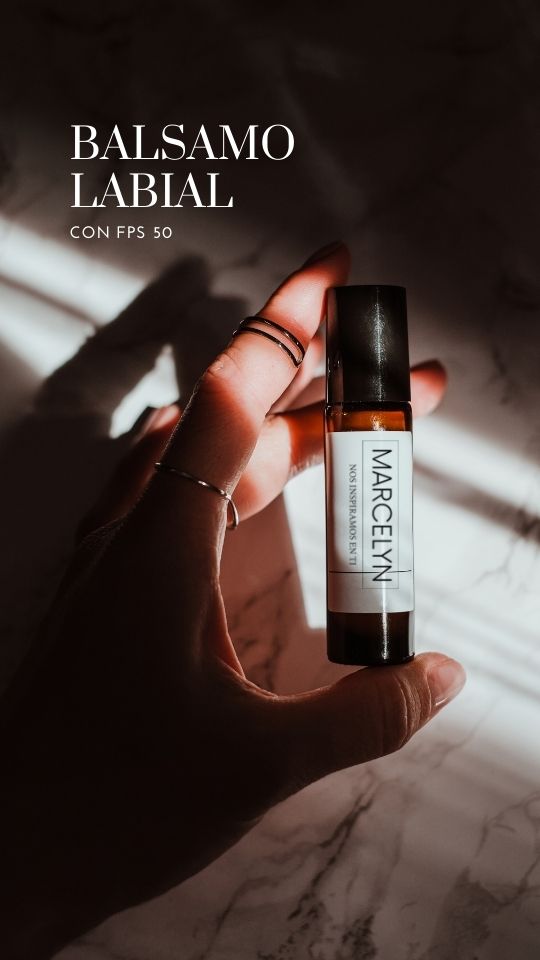 BALSAMO
LABIAL
CON FPS 50
MARCELYN
NOS INSPIRAMOS EN TI